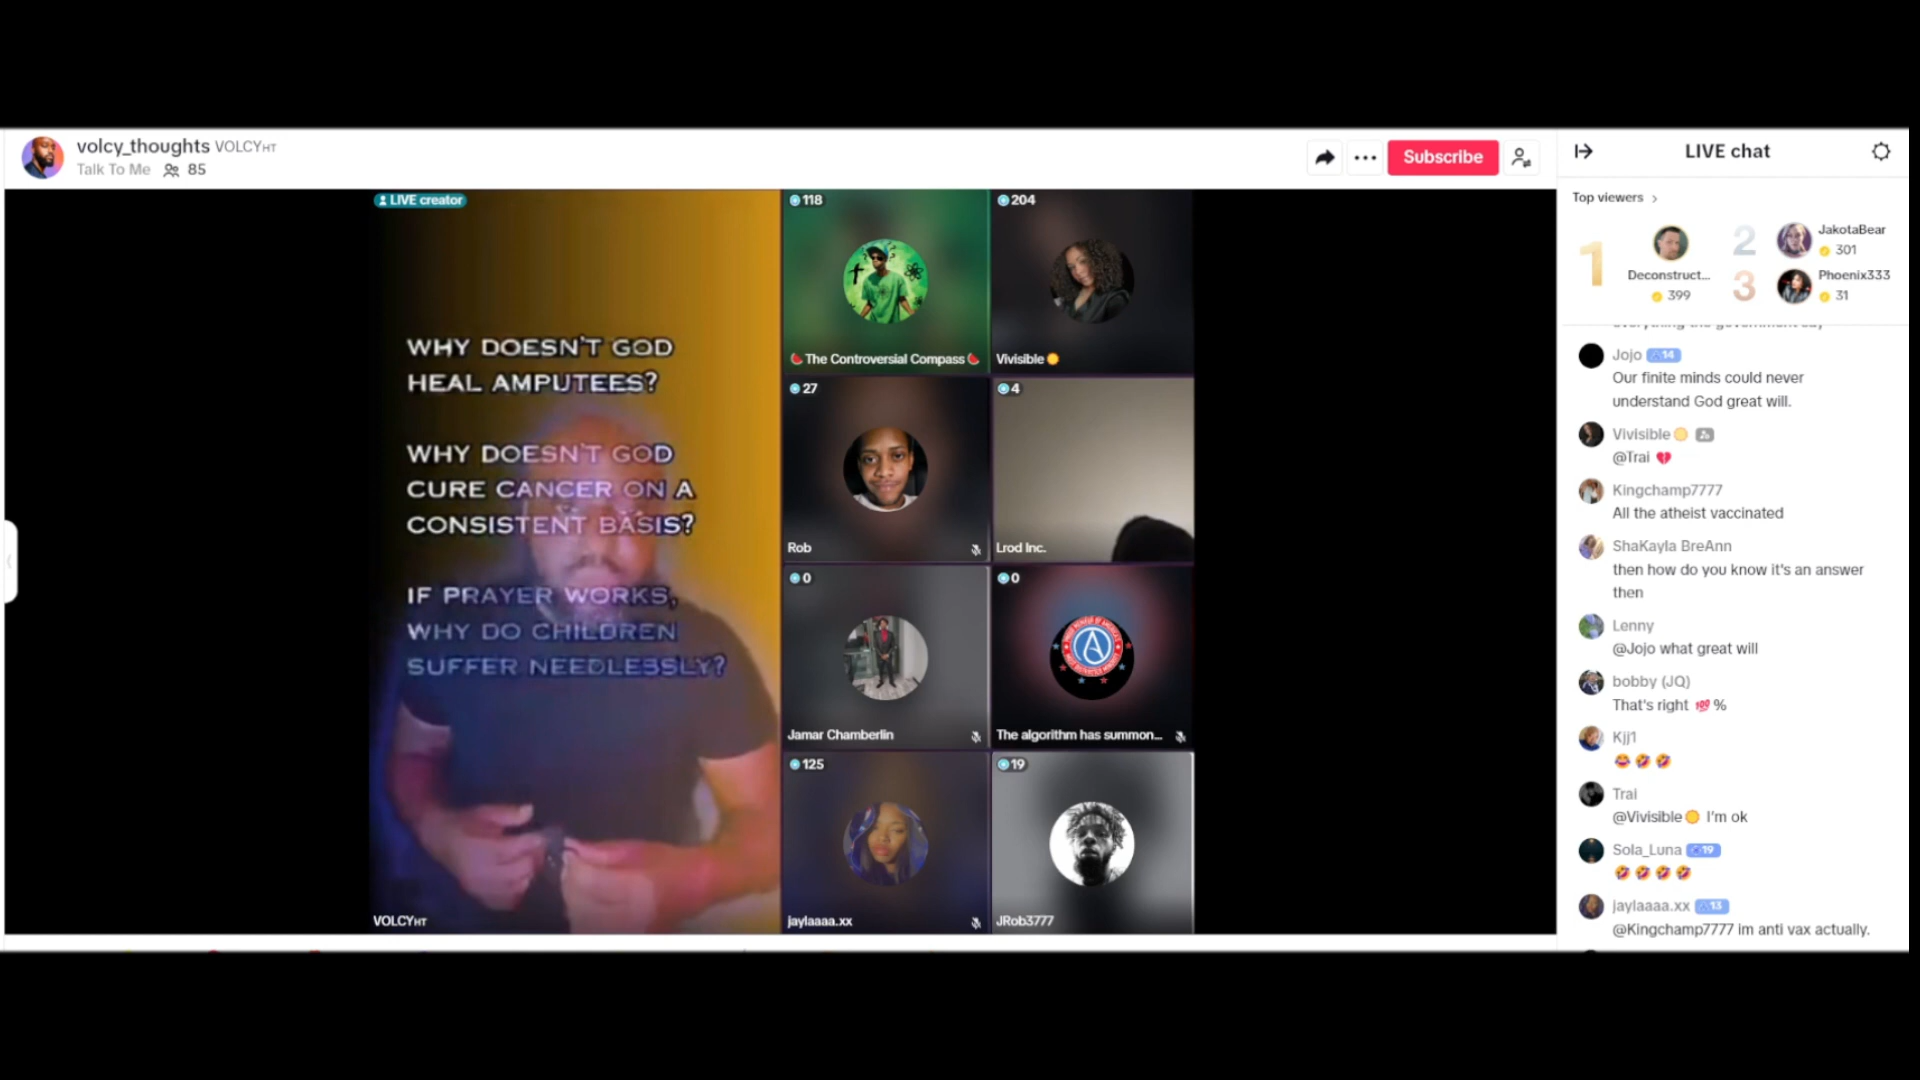 volcy_thoughts VOLCYHT
Talk To Me 85
Subscribe
LIVE creator
WHY DOESN'T GOD
HEAL AMPUTEES?
WHY DOESN'T GOD
CURE CANCER ON A
CONSISTENT BASIS?
IF PRAYER WORKS,
WHY DO CHILDREN
SUFFER NEEDLESSLY?
VOLCYHT
118
🍉The Controversial Compass🍉
204
Vivisible
27
Rob
4
Lrod Inc.
0
Jamar Chamberlin
0
The algorithm has summon...
125
jaylaaaa.xx
19
JRob3777
LIVE chat
Top viewers
1
Deconstruct...
399
2
JakotaBear
301
3
Phoenix333
31
Jojo 14
Our finite minds could never
understand God great will.
Vivisible
@Trai 💔
Kingchamp7777
All the atheist vaccinated
ShaKayla BreAnn
then how do you know it's an answer
then
Lenny
@Jojo what great will
bobby (JQ)
That's right 💯 %
Kjj1
😂🤣🤣
Trai
@Vivisible I'm ok
Sola_Luna 19
🤣🤣🤣🤣
jaylaaaa.xx 13
@Kingchamp7777 im anti vax actually.